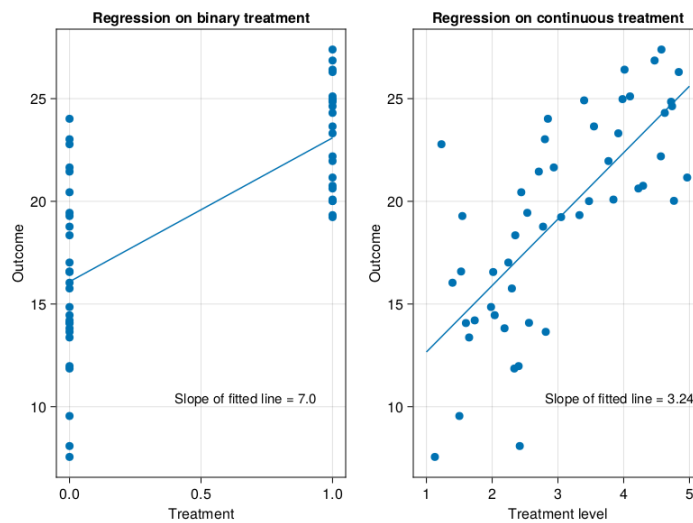 Regression on binary treatment
Outcome
25
20
15
10
Slope of fitted line = 7.0
0.0
0.5
1.0
Treatment
Regression on continuous treatment
Outcome
25
20
15
10
Slope of fitted line = 3.24
1
2
3
4
5
Treatment level